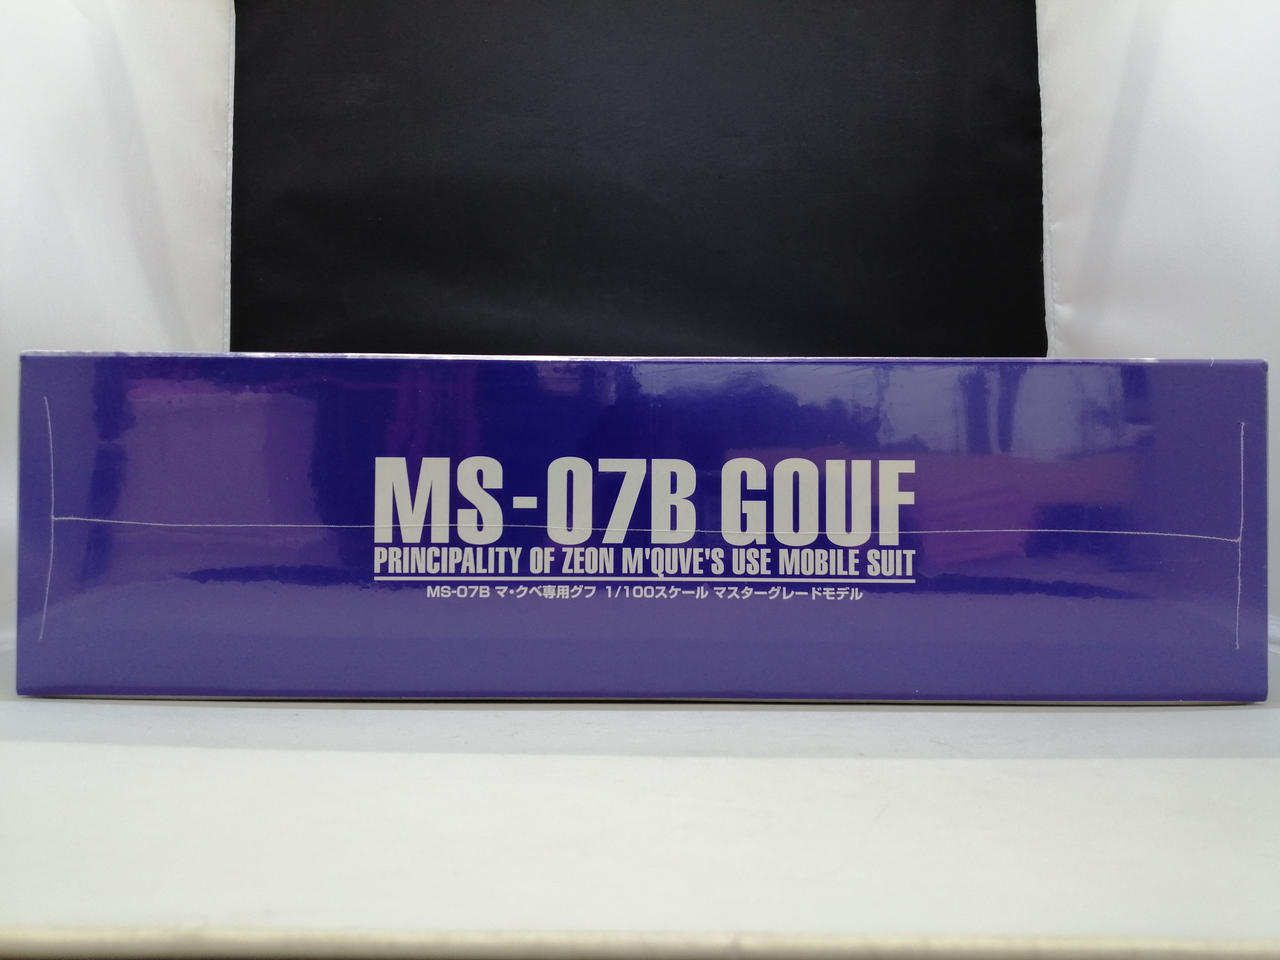 MS-07B GOUF
PRINCIPALITY OF ZEON M'QUVE'S USE MOBILE SUIT
MS-07B マ・クベ専用グフ 1/100スケール マスターグレードモデル